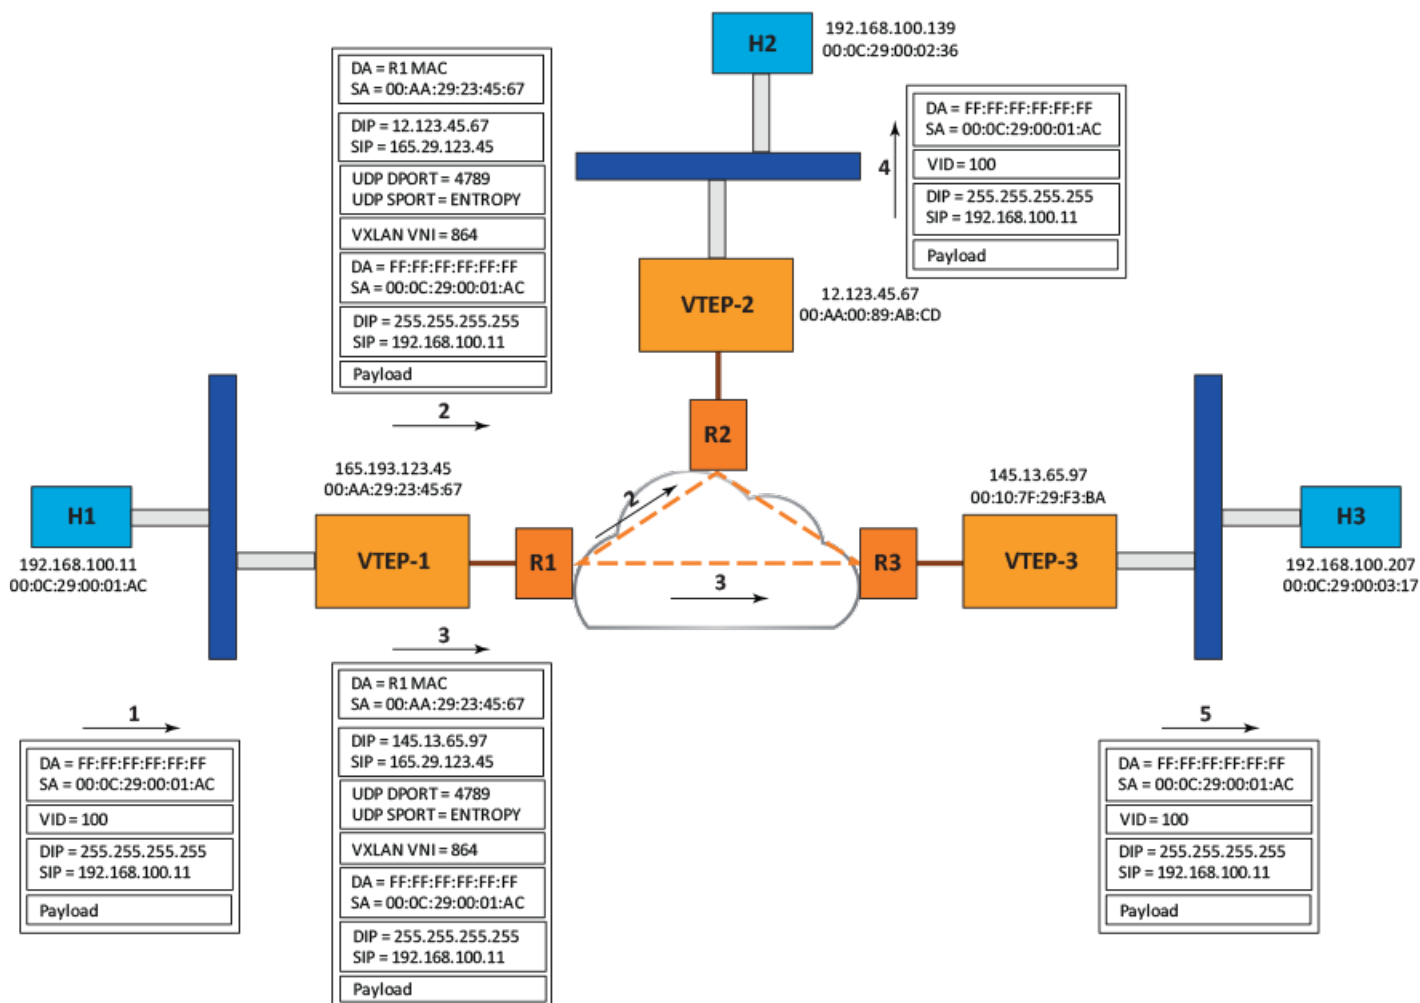 H2
192.168.100.139
00:0C:29:00:02:36
DA = R1 MAC
SA = 00:AA:29:23:45:67
DIP = 12.123.45.67
SIP = 165.29.123.45
UDP DPORT = 4789
UDP SPORT = ENTROPY
VXLAN VNI = 864
DA = FF:FF:FF:FF:FF:FF
SA = 00:0C:29:00:01:AC
DIP = 255.255.255.255
SIP = 192.168.100.11
Payload
2
4
DA = FF:FF:FF:FF:FF:FF
SA = 00:0C:29:00:01:AC
VID = 100
DIP = 255.255.255.255
SIP = 192.168.100.11
Payload
VTEP-2
12.123.45.67
00:AA:00:89:AB:CD
R2
165.193.123.45
00:AA:29:23:45:67
2
145.13.65.97
00:10:7F:29:F3:BA
H1
192.168.100.11
00:0C:29:00:01:AC
VTEP-1
R1
3
R3
VTEP-3
H3
192.168.100.207
00:0C:29:00:03:17
3
DA = R1 MAC
SA = 00:AA:29:23:45:67
DIP = 145.13.65.97
SIP = 165.29.123.45
UDP DPORT = 4789
UDP SPORT = ENTROPY
VXLAN VNI = 864
DA = FF:FF:FF:FF:FF:FF
SA = 00:0C:29:00:01:AC
DIP = 255.255.255.255
SIP = 192.168.100.11
Payload
1
DA = FF:FF:FF:FF:FF:FF
SA = 00:0C:29:00:01:AC
VID = 100
DIP = 255.255.255.255
SIP = 192.168.100.11
Payload
5
DA = FF:FF:FF:FF:FF:FF
SA = 00:0C:29:00:01:AC
VID = 100
DIP = 255.255.255.255
SIP = 192.168.100.11
Payload